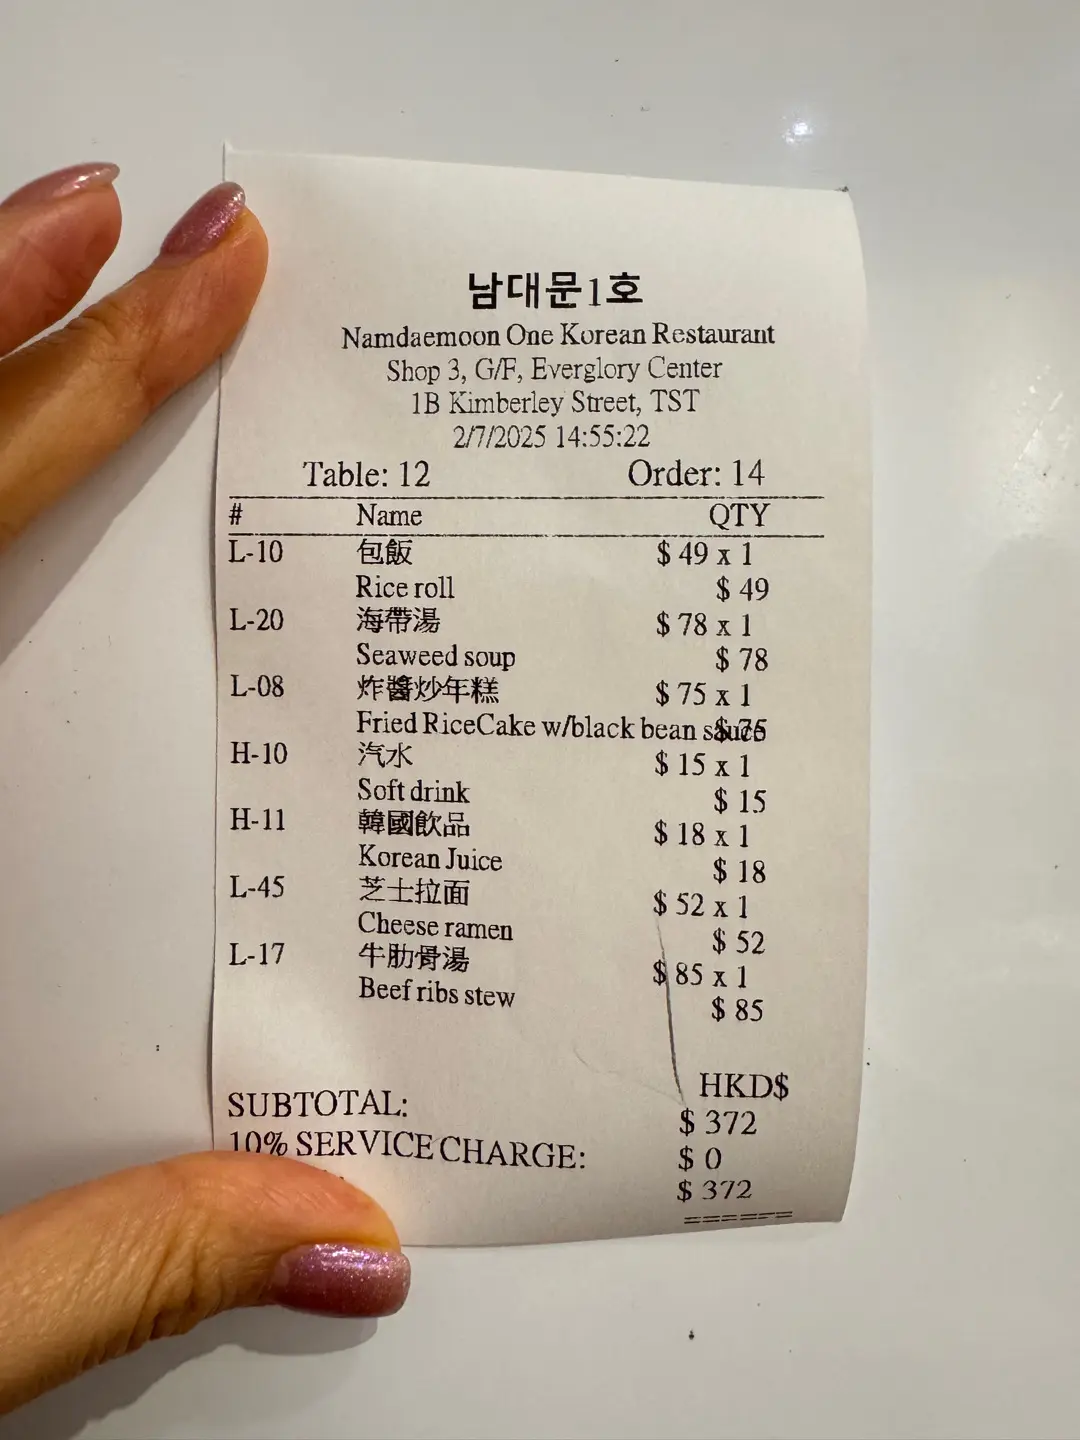 남대문1호
Namdaemoon One Korean Restaurant
Shop 3, G/F, Everglory Center
1B Kimberley Street, TST
2/7/2025 14:55:22
Table: 12 Order: 14
# Name QTY
L-10 包飯 $ 49 x 1
Rice roll $ 49
L-20 海帶湯 $ 78 x 1
Seaweed soup $ 78
L-08 炸醬炒年糕 $ 75 x 1
Fried RiceCake w/black bean sauce $ 75
H-10 汽水 $ 15 x 1
Soft drink $ 15
H-11 韓國飲品 $ 18 x 1
Korean Juice $ 18
L-45 芝士拉面 $ 52 x 1
Cheese ramen $ 52
L-17 牛肋骨湯 $ 85 x 1
Beef ribs stew $ 85
HKD$
SUBTOTAL: $ 372
10% SERVICE CHARGE: $ 0
$ 372
======